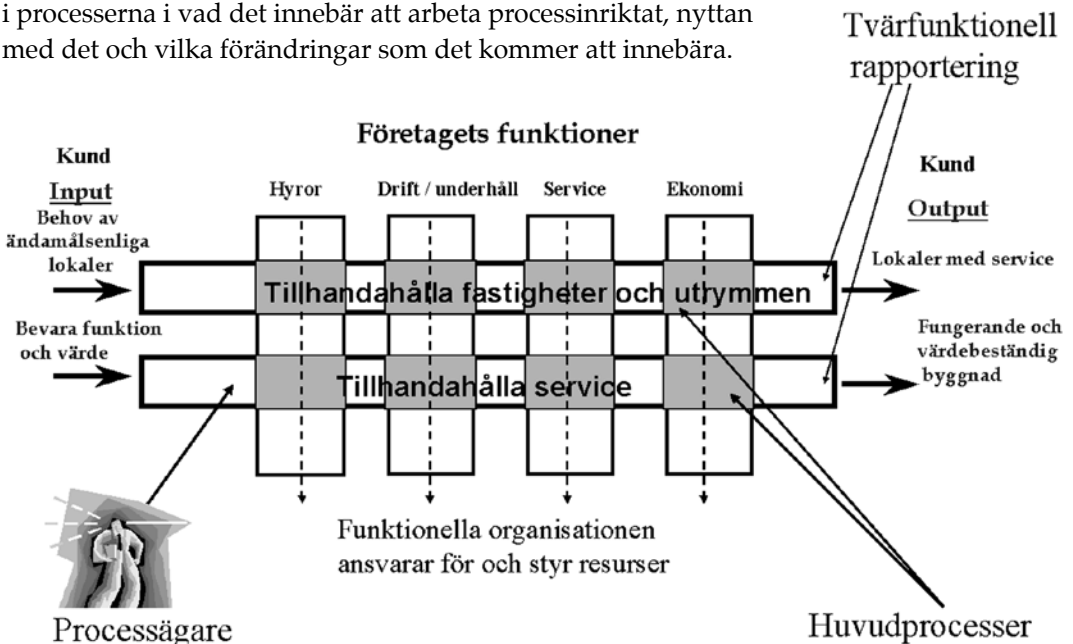 i processerna i vad det innebär att arbeta processinriktat, nyttan
med det och vilka förändringar som det kommer att innebära.
Tvärfunktionell
rapportering
Företagets funktioner
Kund
Input
Behov av
ändamålsenliga
lokaler
Bevara funktion
och värde
Hyror
Drift / underhåll
Service
Ekonomi
Tillhandahålla fastigheter och utrymmen
Tillhandahålla service
Kund
Output
Lokaler med service
Fungerande och
värdebeständig
byggnad
Funktionella organisationen
ansvarar för och styr resurser
Processägare
Huvudprocesser